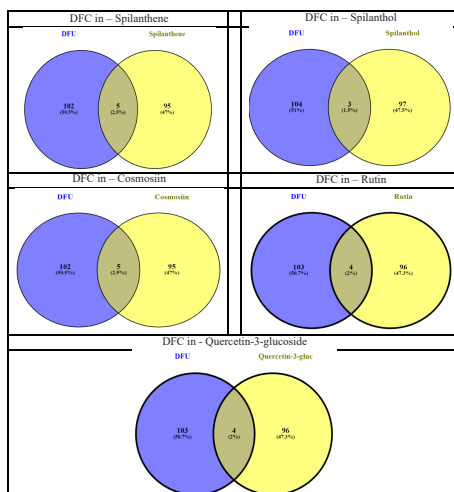 DFC in – Spilanthene
DFU Spilanthene
102 5 95
(50.5%) (2.5%) (47%)
DFC in – Spilanthol
DFU Spilanthol
104 3 97
(51%) (1.5%) (47.5%)
DFC in – Cosmosiin
DFU Cosmosiin
102 5 95
(50.5%) (2.5%) (47%)
DFC in – Rutin
DFU Rutin
103 4 96
(50.7%) (2%) (47.3%)
DFC in - Quercetin-3-glucoside
DFU Quercetin-3-gluc
103 4 96
(50.7%) (2%) (47.3%)